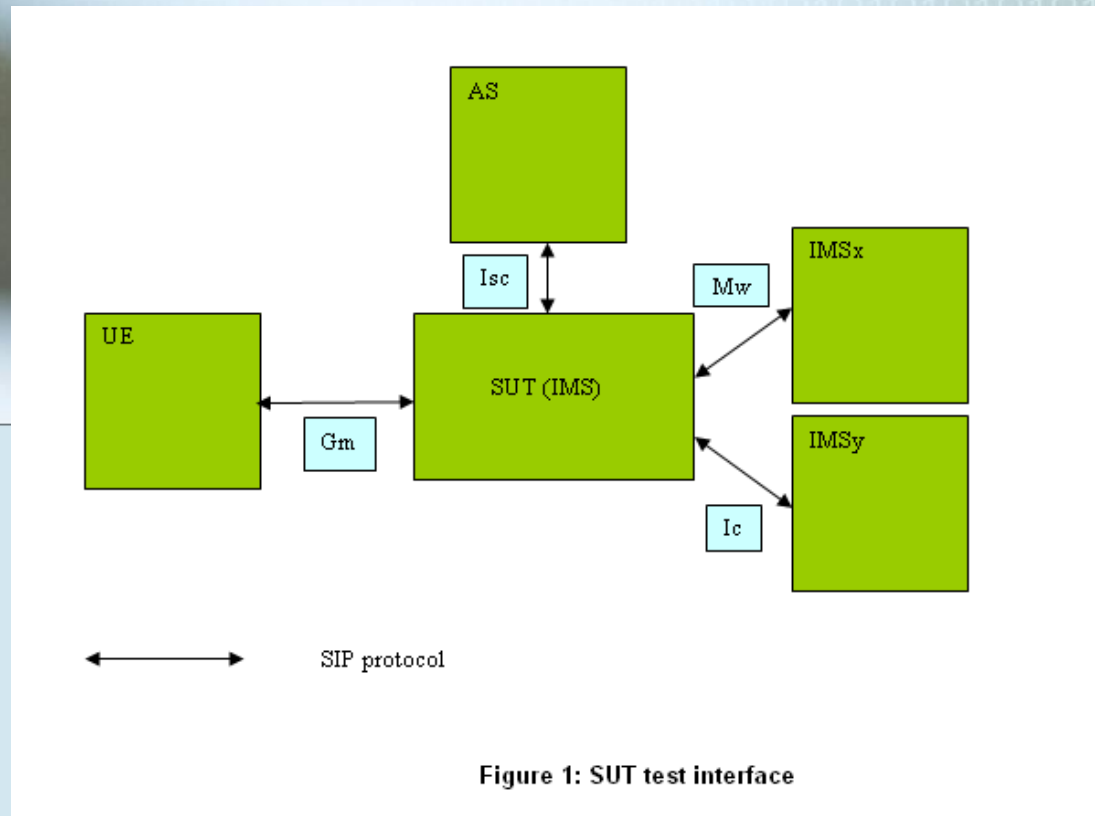 AS
Isc
IMSx
Mw
UE
SUT (IMS)
Gm
IMSy
Ic
SIP protocol
Figure 1: SUT test interface